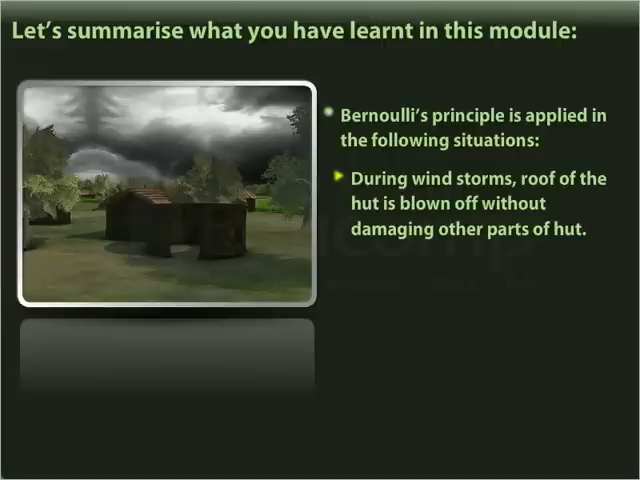 Let's summarise what you have learnt in this module:
Bernoulli's principle is applied in
the following situations:
During wind storms, roof of the
hut is blown off without
damaging other parts of hut.